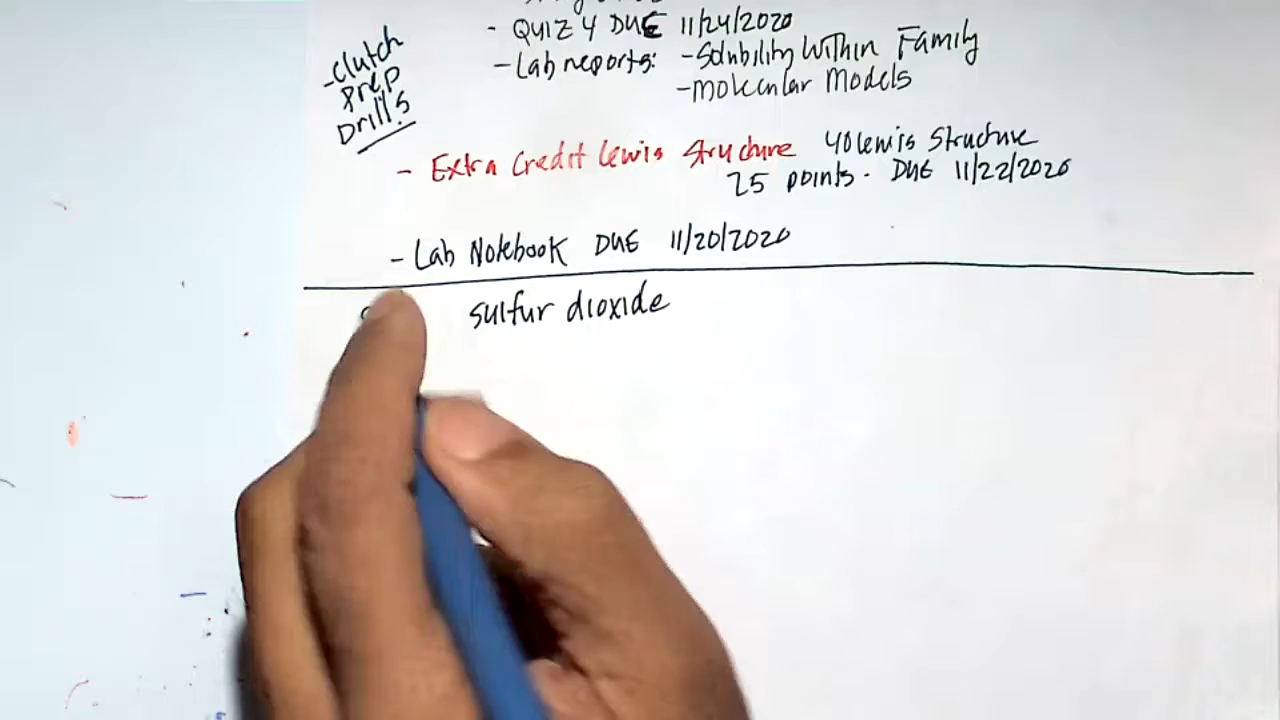 - QUIZ 4 DUE 11/24/2020
- Lab reports: - Solubility Within Family
- Molecular Models
- Clutch
Prep
Drills
- Extra Credit Lewis Structure 40 Lewis Structure
25 points. DUE 11/22/2020
- Lab Notebook DUE 11/20/2020
sulfur dioxide